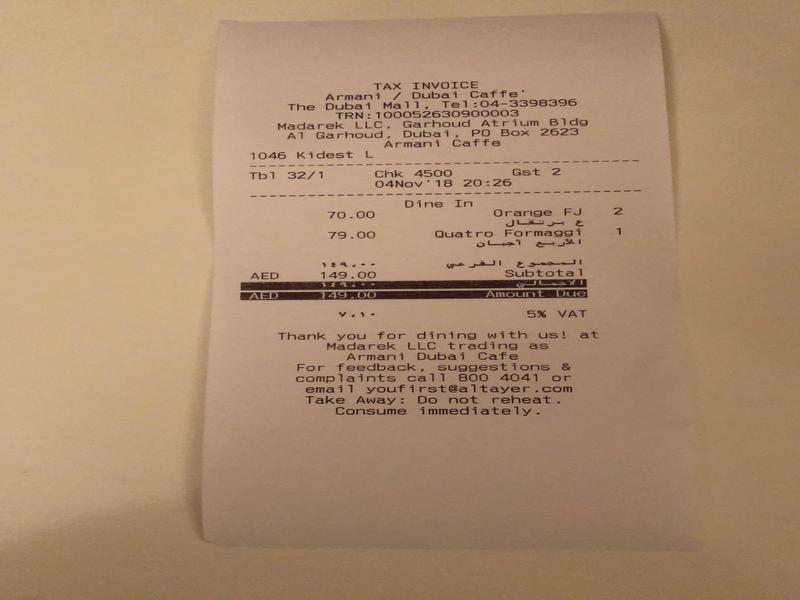 TAX INVOICE
Armani / Dubai Caffe'
The Dubai Mall, Tel:04-3398396
TRN:100052630900003
Madarek LLC, Garhoud Atrium Bldg
Al Garhoud, Dubai, PO Box 2623
Armani Caffe
1046 Kidest L
Tbl 32/1 Chk 4500 Gst 2
04Nov'18 20:26
Dine In
70.00 Orange FJ 2
ع برتقال
79.00 Quatro Formaggi 1
الاربع اجبان
١٤٩.٠٠ المجموع الفرعي
AED 149.00 Subtotal
١٤٩.٠٠ الاجمالي
AED 149.00 Amount Due
٧.١٠ 5% VAT
Thank you for dining with us! at
Madarek LLC trading as
Armani Dubai Cafe
For feedback, suggestions &
complaints call 800 4041 or
email youfirst@altayer.com
Take Away: Do not reheat.
Consume immediately.